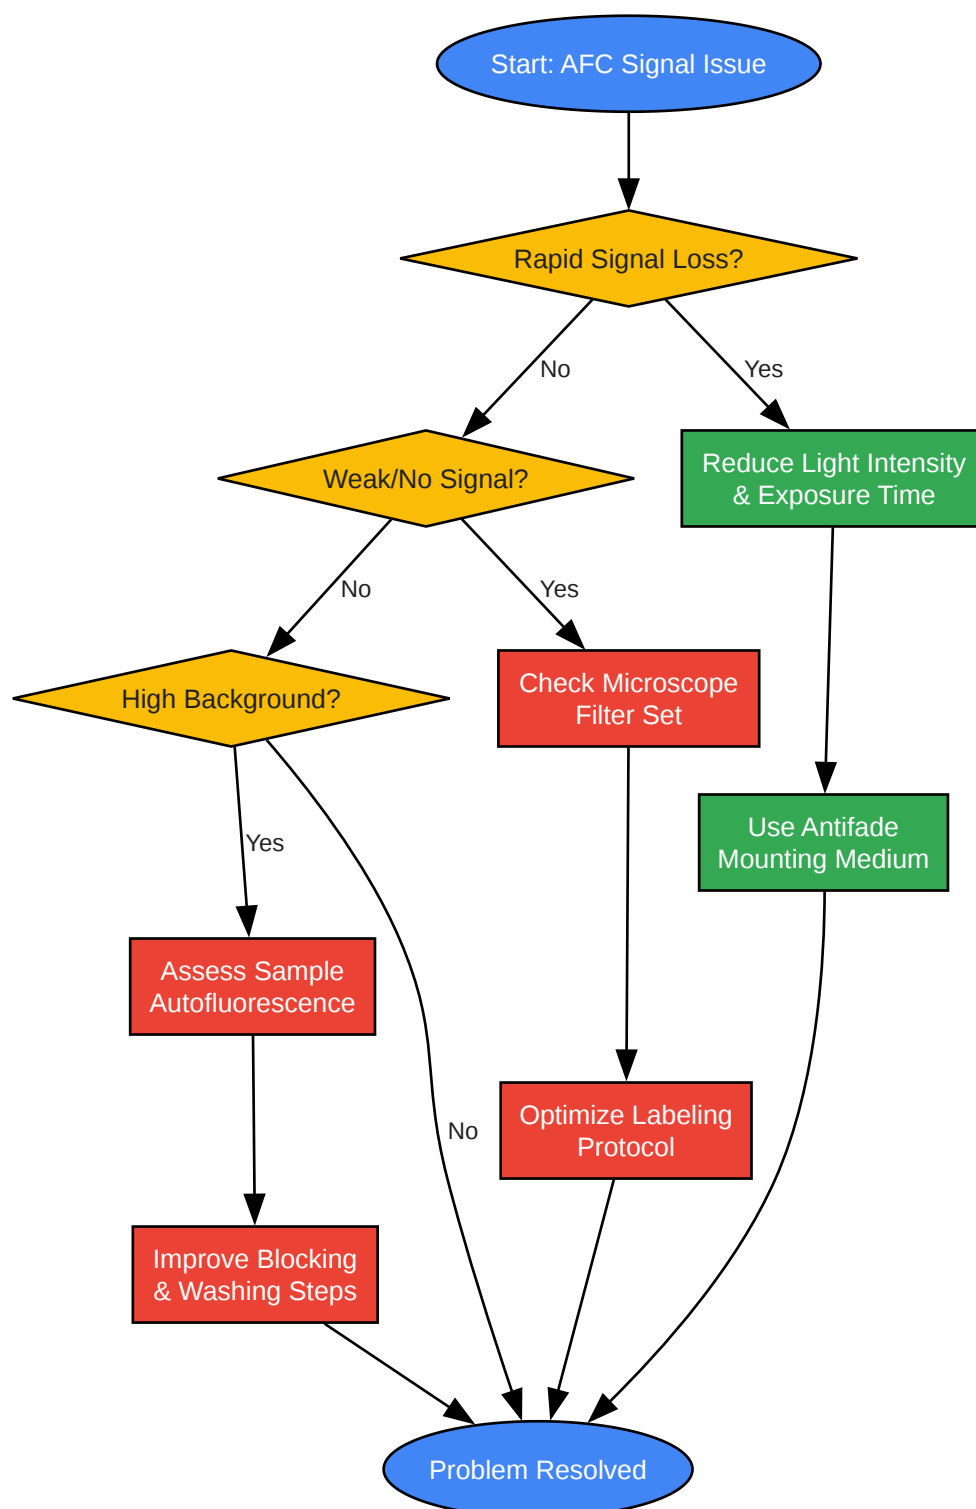 Start: AFC Signal Issue
Rapid Signal Loss?
No
Yes
Weak/No Signal?
Reduce Light Intensity
& Exposure Time
No
Yes
High Background?
Check Microscope
Filter Set
Yes
Use Antifade
Mounting Medium
Assess Sample
Autofluorescence
No
Optimize Labeling
Protocol
Improve Blocking
& Washing Steps
Problem Resolved